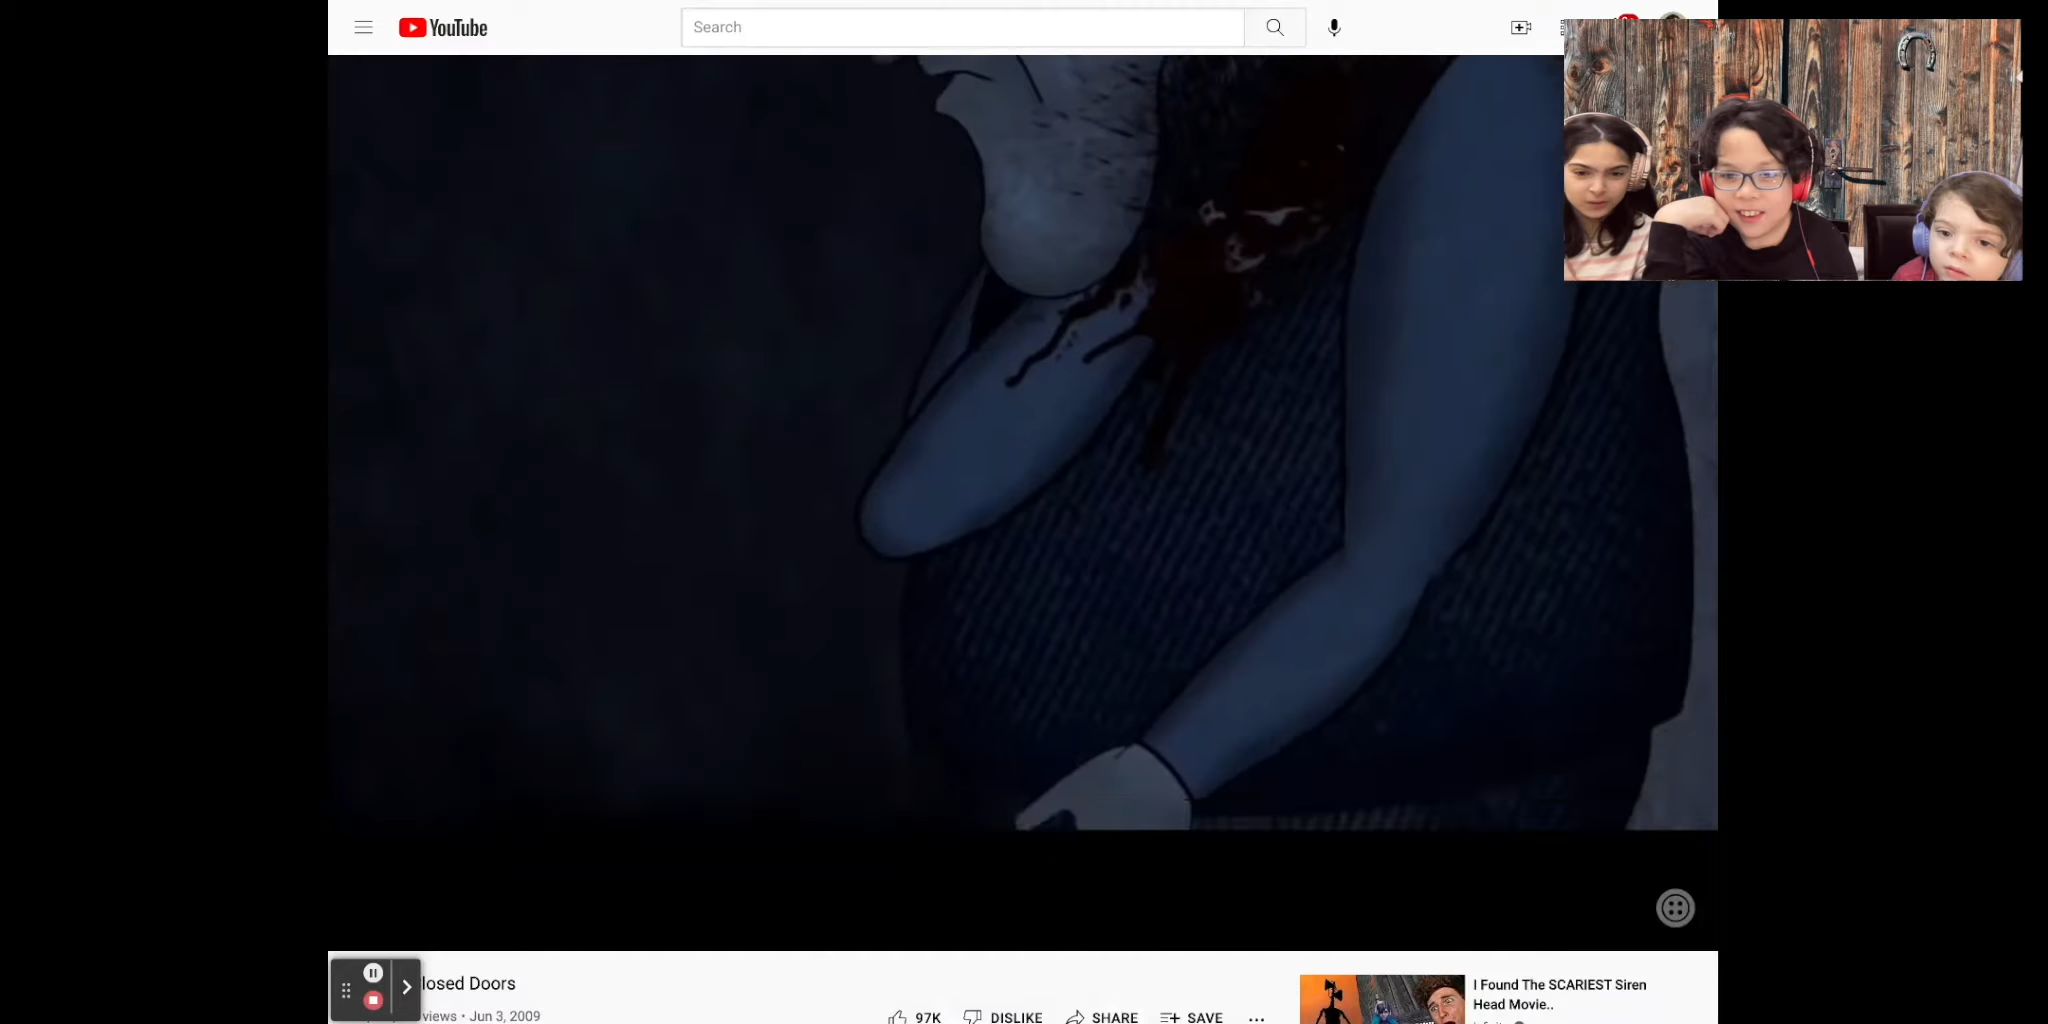 YouTube
Search
losed Doors
views • Jun 3, 2009
97K
DISLIKE
SHARE
SAVE
I Found The SCARIEST Siren
Head Movie..